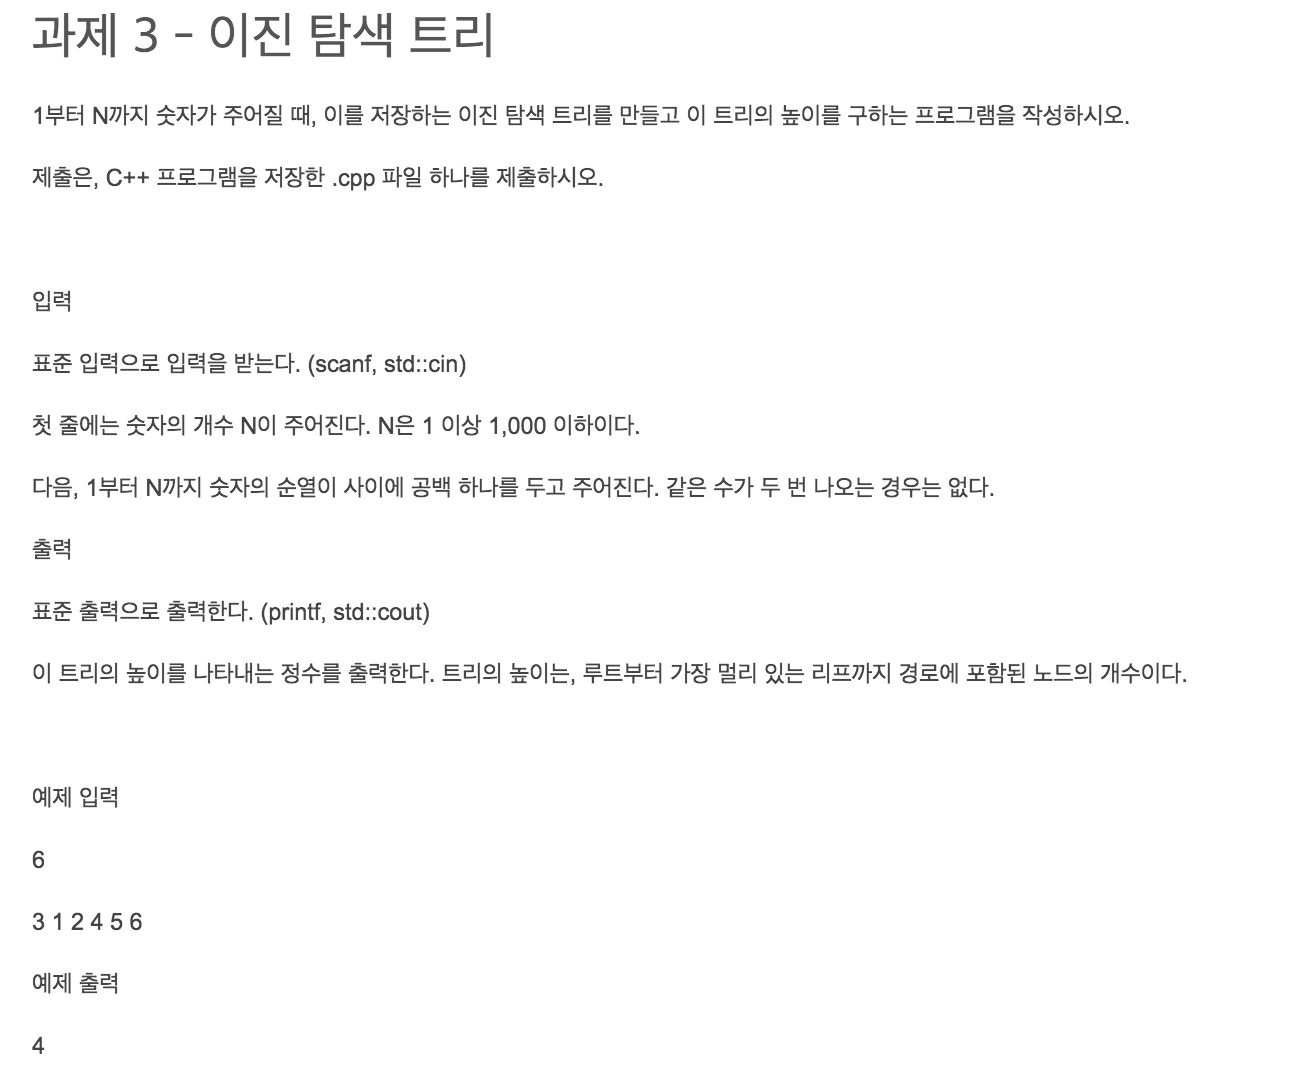 과제 3 - 이진 탐색 트리
1부터 N까지 숫자가 주어질 때, 이를 저장하는 이진 탐색 트리를 만들고 이 트리의 높이를 구하는 프로그램을 작성하시오.
제출은, C++ 프로그램을 저장한 .cpp 파일 하나를 제출하시오.
입력
표준 입력으로 입력을 받는다. (scanf, std::cin)
첫 줄에는 숫자의 개수 N이 주어진다. N은 1 이상 1,000 이하이다.
다음, 1부터 N까지 숫자의 순열이 사이에 공백 하나를 두고 주어진다. 같은 수가 두 번 나오는 경우는 없다.
출력
표준 출력으로 출력한다. (printf, std::cout)
이 트리의 높이를 나타내는 정수를 출력한다. 트리의 높이는, 루트부터 가장 멀리 있는 리프까지 경로에 포함된 노드의 개수이다.
예제 입력
6
3 1 2 4 5 6
예제 출력
4